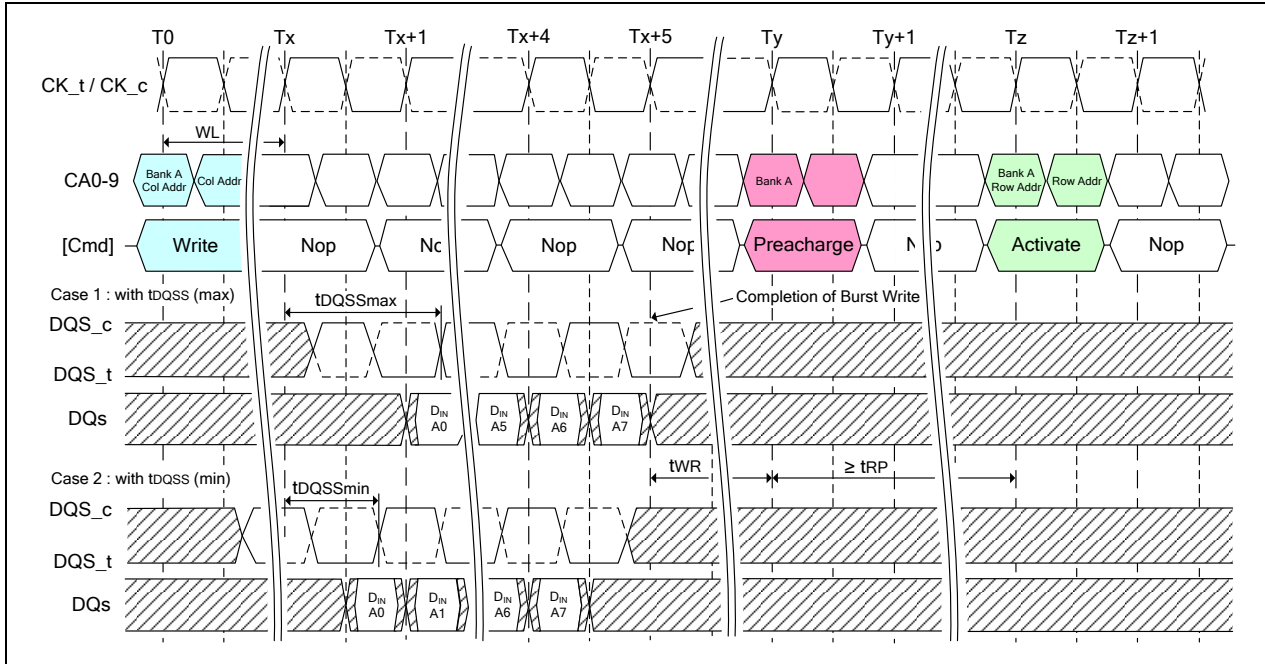 T0 Tx Tx+1 Tx+4 Tx+5 Ty Ty+1 Tz Tz+1
CK_t / CK_c
WL
CA0-9
Bank A
Col Addr
Col Addr
Bank A
Bank A
Row Addr
Row Addr
[Cmd] Write Nop Nop Nop Preacharge Activate Nop
Case 1 : with tDQSS (max)
tDQSSmax
Completion of Burst Write
DQS_c
DQS_t
DQs
DIN A0
DIN A5
DIN A6
DIN A7
tWR ≥ tRP
Case 2 : with tDQSS (min)
tDQSSmin
DQS_c
DQS_t
DQs
DIN A0
DIN A1
DIN A6
DIN A7